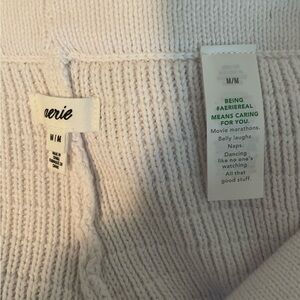 aerie
M/M
M/M
BEING
#AERIEREAL
MEANS CARING
FOR YOU.
Movie marathons.
Belly laughs.
Naps.
Dancing
like no one's
watching.
All that
good stuff.